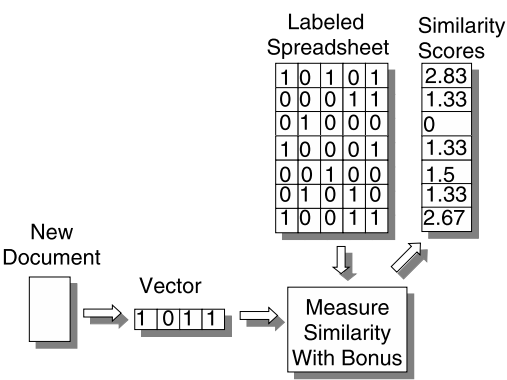 Labeled
Spreadsheet
Similarity
Scores
1 0 1 0 1
0 0 0 1 1
0 1 0 0 0
1 0 0 0 1
0 0 1 0 0
0 1 0 1 0
1 0 0 1 1
2.83
1.33
0
1.33
1.5
1.33
2.67
New
Document
Vector
1 0 1 1
Measure
Similarity
With Bonus